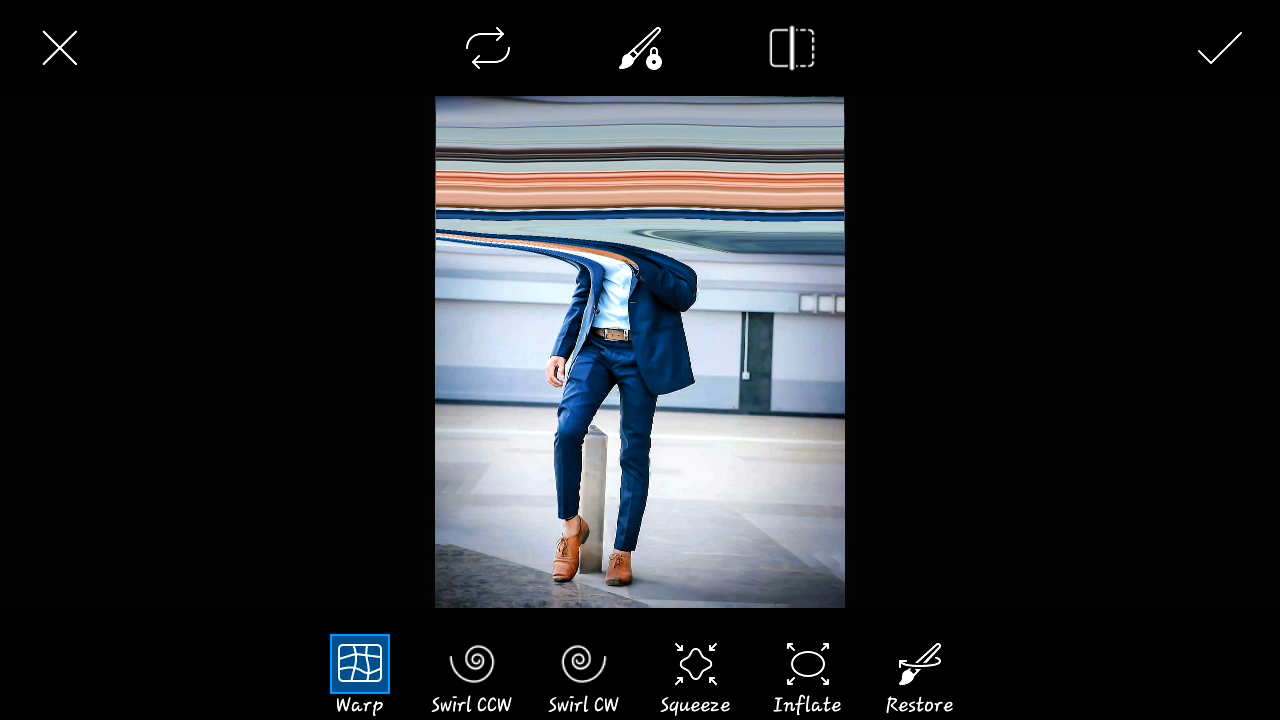 Warp
Swirl CCW
Swirl CW
Squeeze
Inflate
Restore